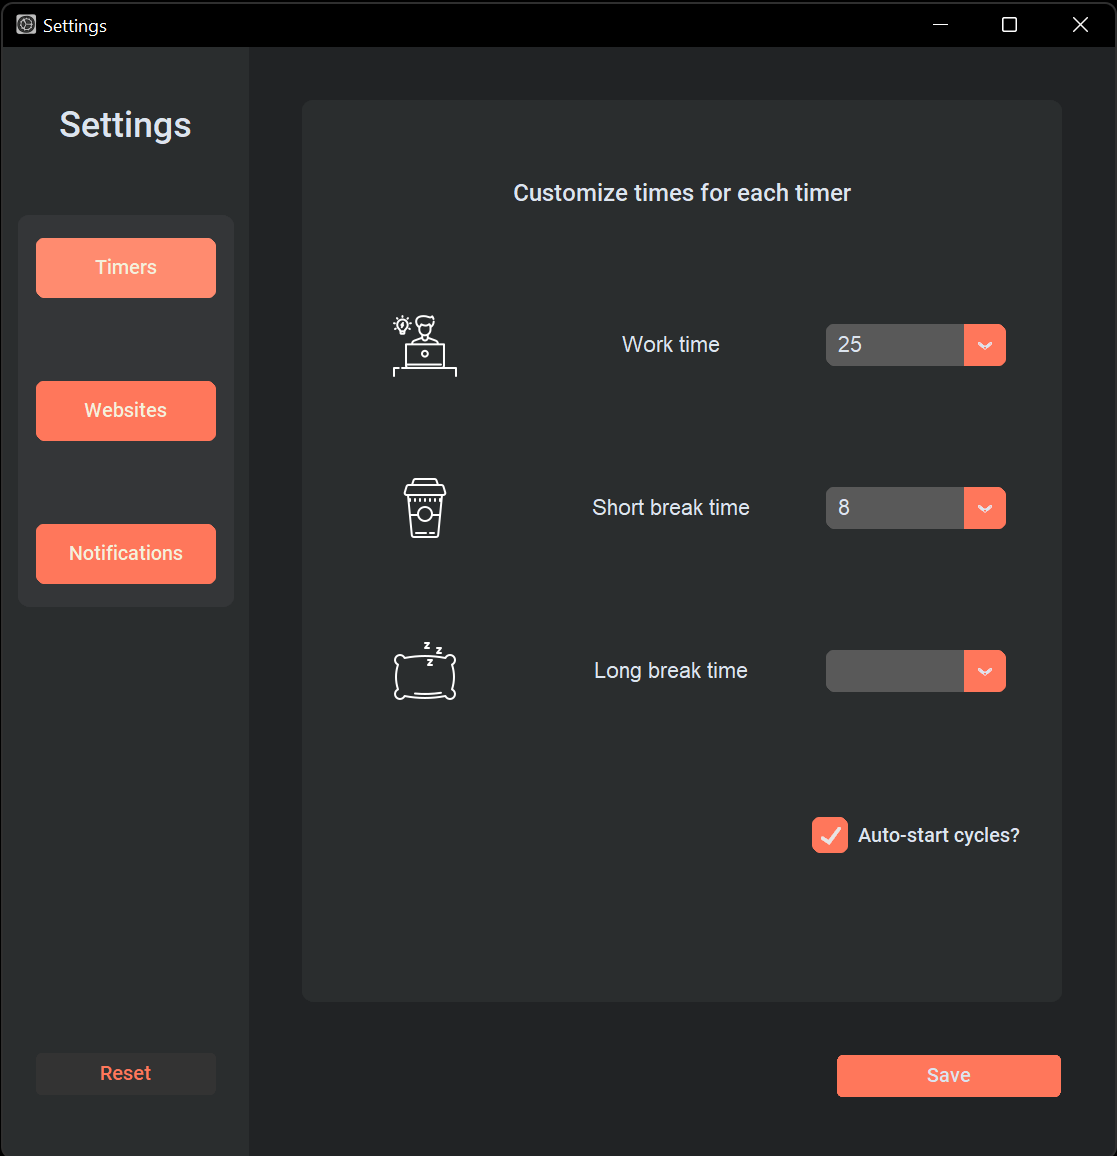 Settings
Settings
Timers
Websites
Notifications
Reset
Customize times for each timer
Work time
25
Short break time
8
Long break time
Auto-start cycles?
Save